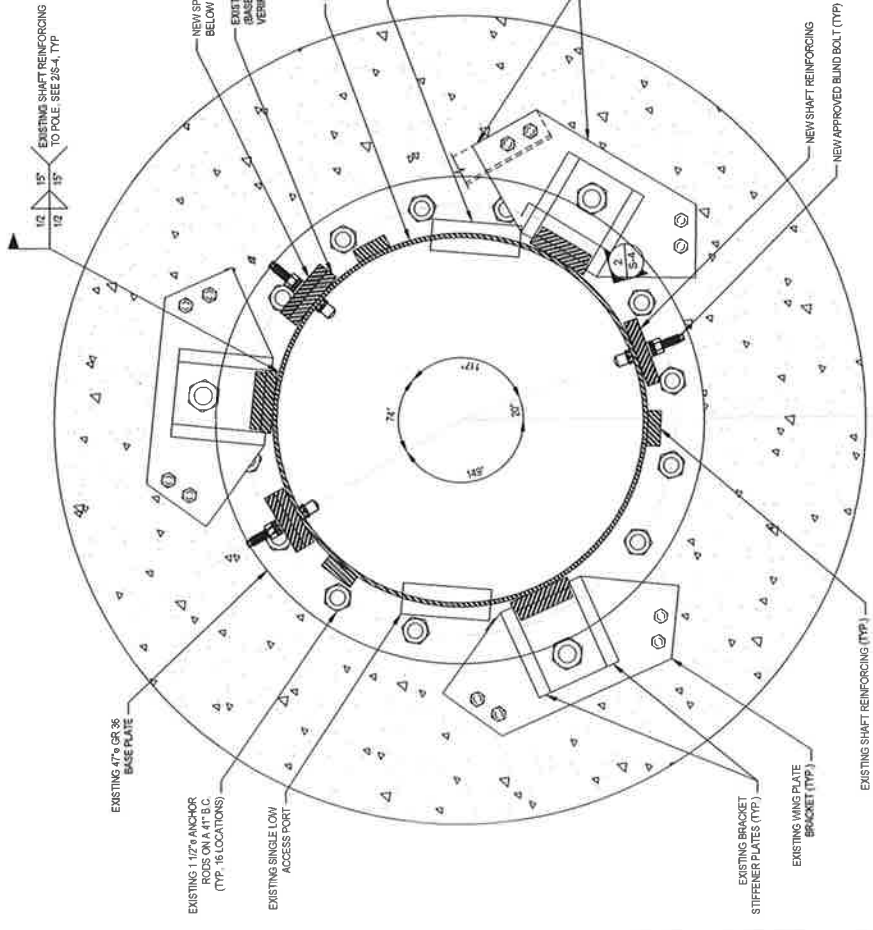 EXISTING SHAFT REINFORCING
TO POLE, SEE 2/S-4, TYP
1/2 15"
1/2 15"
NEW SP
BELOW
EXIST
(BASE
VERI
EXISTING 47"ø GR 36
BASE PLATE
EXISTING 1 1/2"ø ANCHOR
RODS ON A 41" B.C.
(TYP, 16 LOCATIONS)
EXISTING SINGLE LOW
ACCESS PORT
74°
117°
149°
20°
2
S-4
NEW SHAFT REINFORCING
NEW APPROVED BLIND BOLT (TYP)
EXISTING BRACKET
STIFFENER PLATES (TYP.)
EXISTING WING PLATE
BRACKET (TYP.)
EXISTING SHAFT REINFORCING (TYP.)